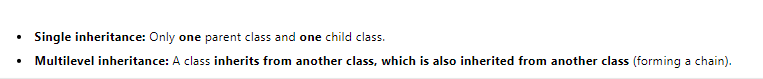 • Single inheritance: Only one parent class and one child class.
• Multilevel inheritance: A class inherits from another class, which is also inherited from another class (forming a chain).